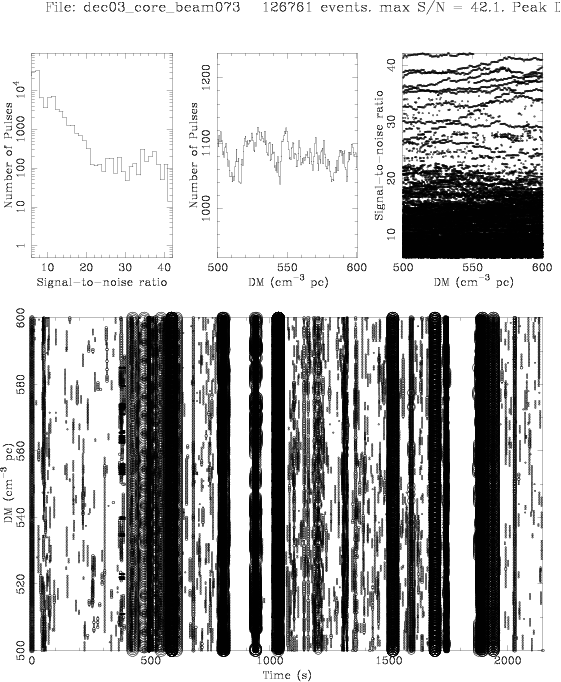 File: dec03_core_beam073 126761 events. max S/N = 42.1. Peak D
Number of Pulses
1 10 100 1000 10^4
10 20 30 40
Signal-to-noise ratio
Number of Pulses
1000 1100 1200
500 550 600
DM (cm^-3 pc)
Signal-to-noise ratio
10 20 30 40
500 550 600
DM (cm^-3 pc)
DM (cm^-3 pc)
500 520 540 560 580 600
0 500 1000 1500 2000
Time (s)